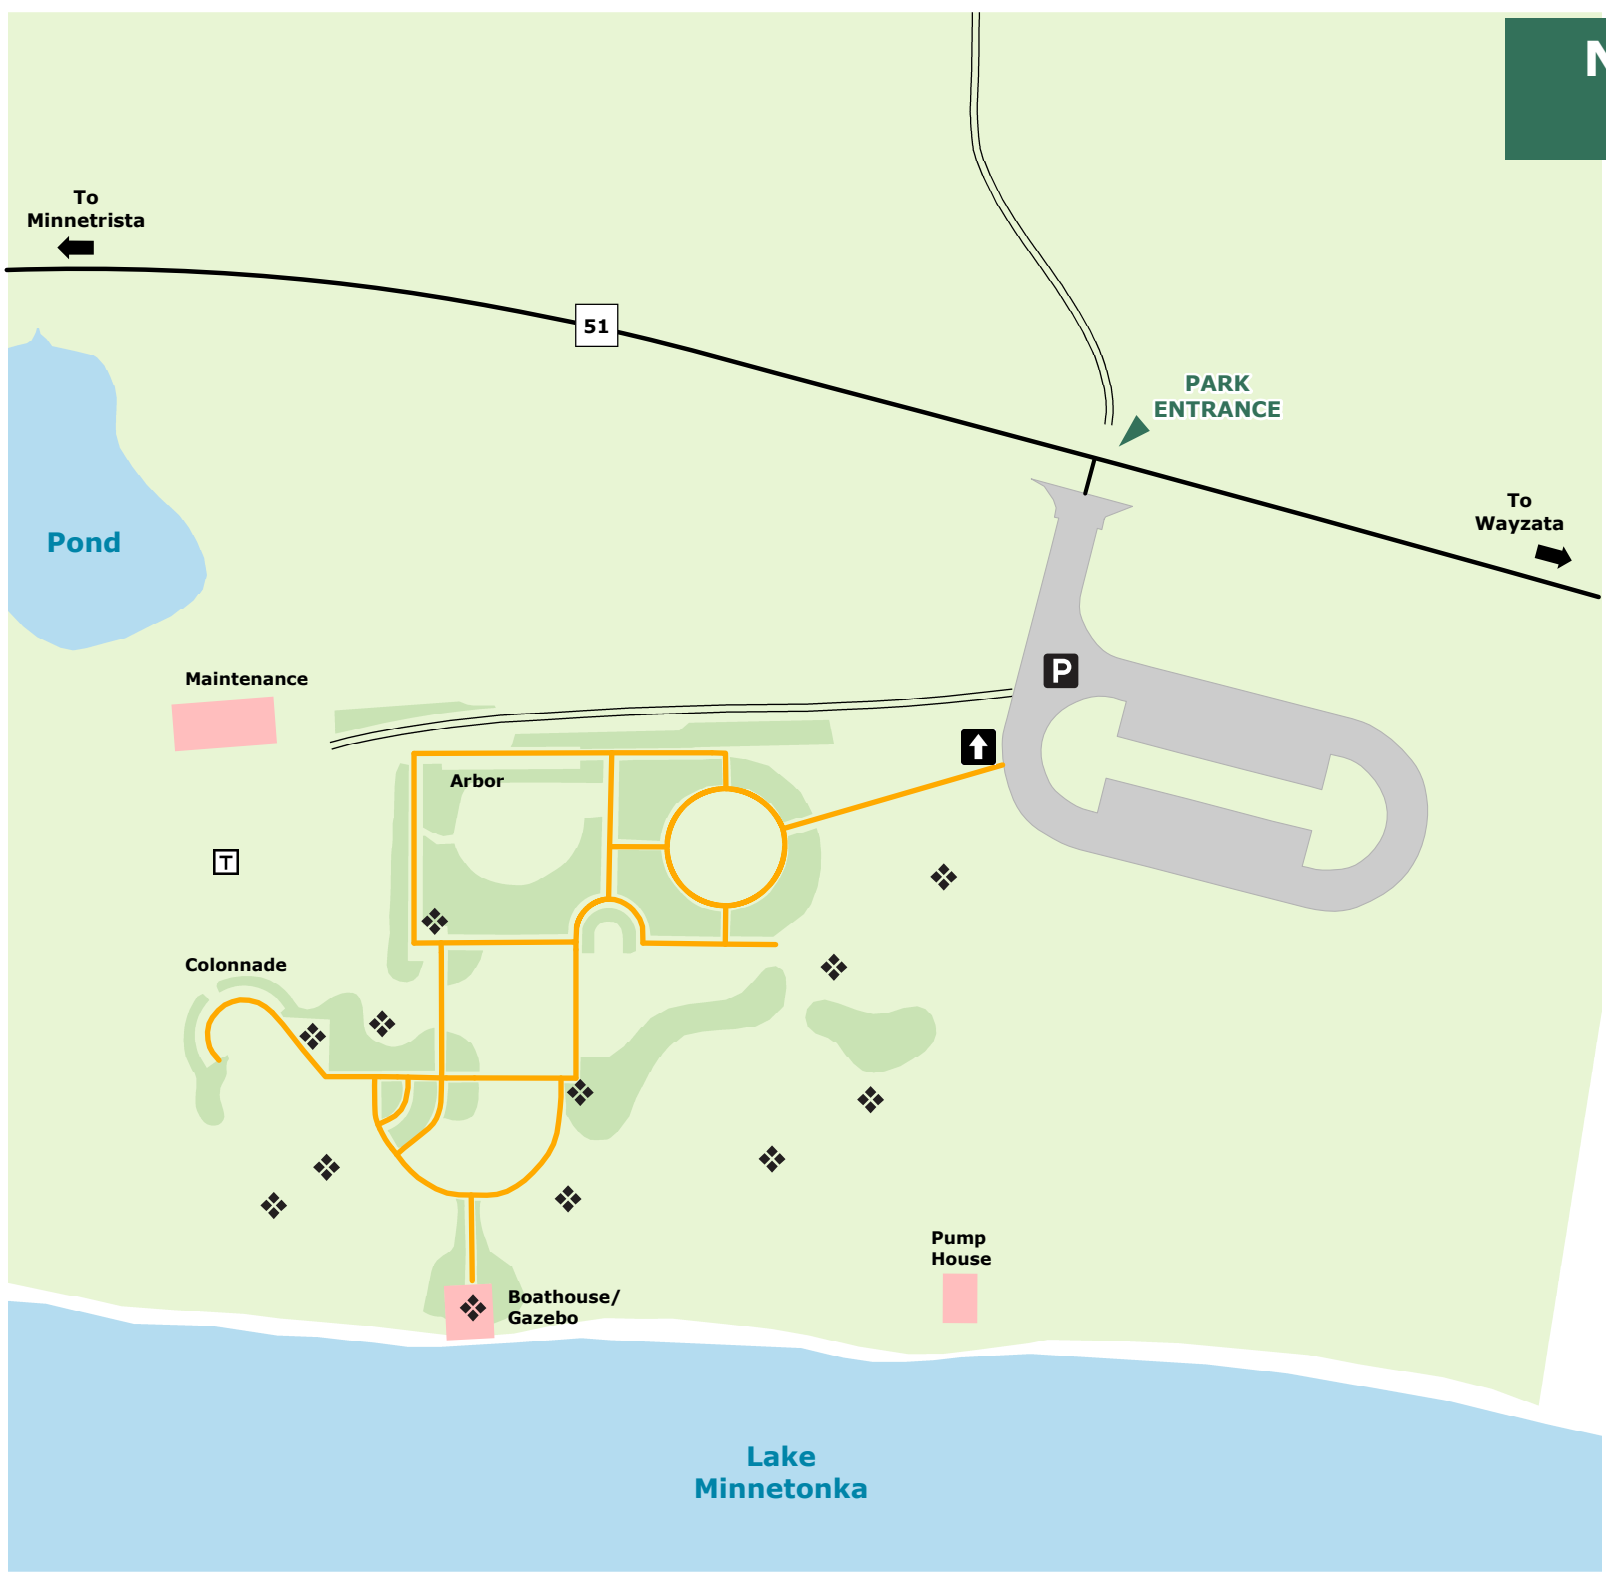 N
To
Minnetrista
51
PARK
ENTRANCE
To
Wayzata
Pond
P
Maintenance
Arbor
T
Colonnade
Pump
House
Boathouse/
Gazebo
Lake
Minnetonka